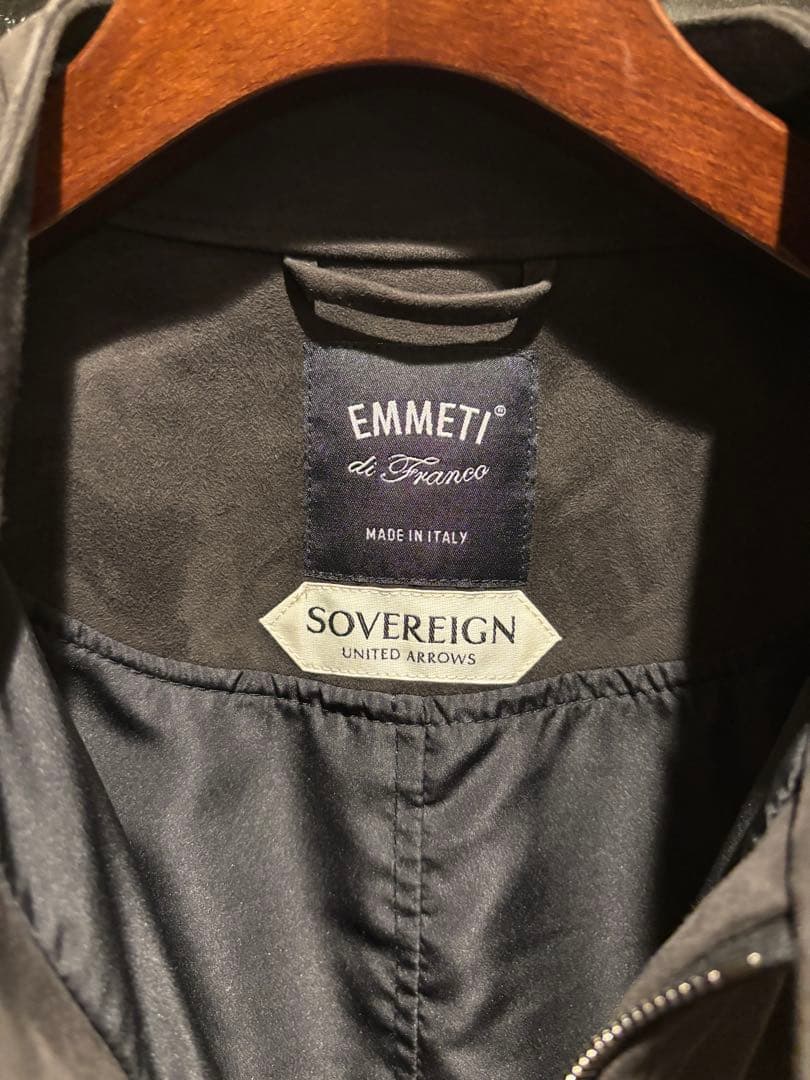 EMMETI®
di Franco
MADE IN ITALY
SOVEREIGN
UNITED ARROWS